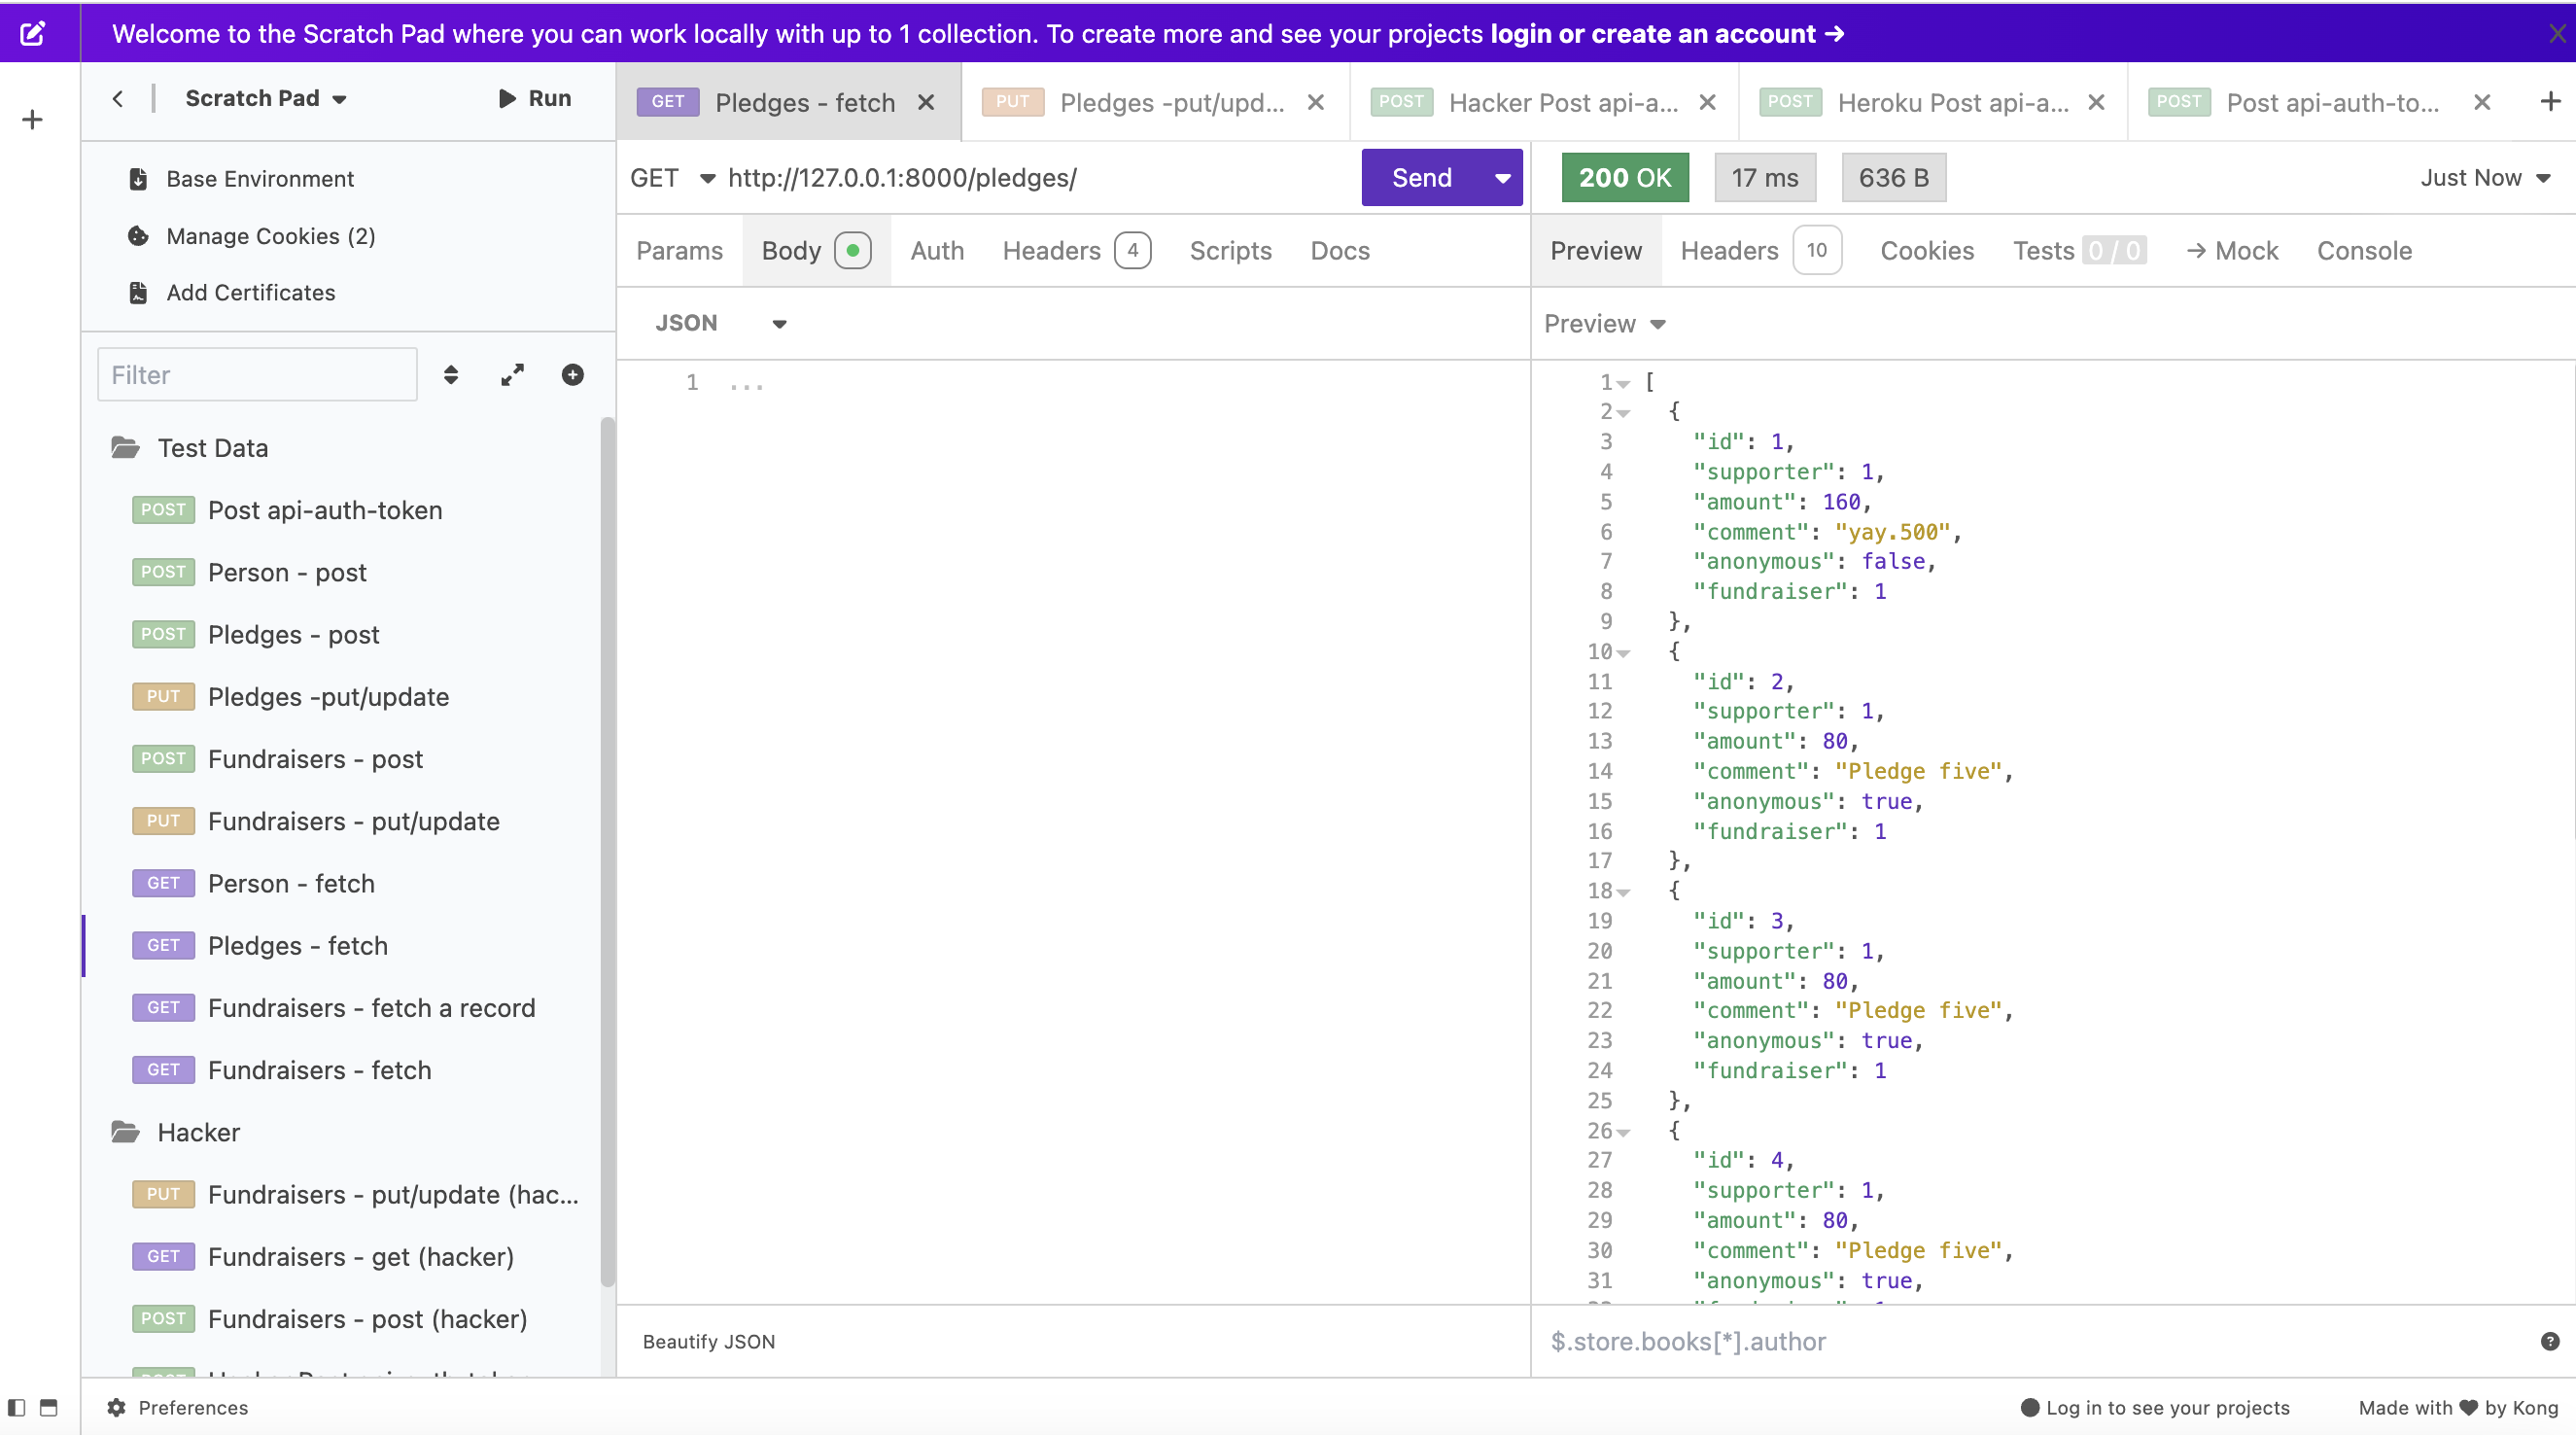 Welcome to the Scratch Pad where you can work locally with up to 1 collection. To create more and see your projects login or create an account →
Scratch Pad
Run
Base Environment
Manage Cookies (2)
Add Certificates
Filter
Test Data
POST Post api-auth-token
POST Person - post
POST Pledges - post
PUT Pledges -put/update
POST Fundraisers - post
PUT Fundraisers - put/update
GET Person - fetch
GET Pledges - fetch
GET Fundraisers - fetch a record
GET Fundraisers - fetch
Hacker
PUT Fundraisers - put/update (hac...
GET Fundraisers - get (hacker)
POST Fundraisers - post (hacker)
GET Pledges - fetch
PUT Pledges -put/upd...
POST Hacker Post api-a...
POST Heroku Post api-a...
POST Post api-auth-to...
GET http://127.0.0.1:8000/pledges/
Send
Params Body Auth Headers 4 Scripts Docs
JSON
1 ...
Beautify JSON
200 OK 17 ms 636 B Just Now
Preview Headers 10 Cookies Tests 0 / 0 → Mock Console
Preview
1 [
2 {
3 "id": 1,
4 "supporter": 1,
5 "amount": 160,
6 "comment": "yay.500",
7 "anonymous": false,
8 "fundraiser": 1
9 },
10 {
11 "id": 2,
12 "supporter": 1,
13 "amount": 80,
14 "comment": "Pledge five",
15 "anonymous": true,
16 "fundraiser": 1
17 },
18 {
19 "id": 3,
20 "supporter": 1,
21 "amount": 80,
22 "comment": "Pledge five",
23 "anonymous": true,
24 "fundraiser": 1
25 },
26 {
27 "id": 4,
28 "supporter": 1,
29 "amount": 80,
30 "comment": "Pledge five",
31 "anonymous": true,
$.store.books[*].author
Preferences
Log in to see your projects
Made with ♥ by Kong